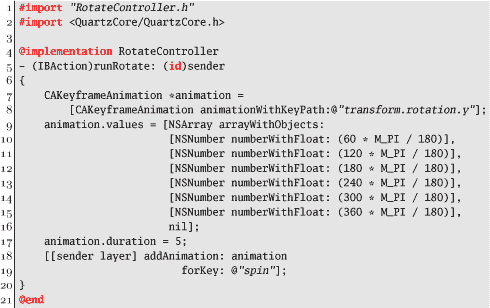 1 #import "RotateController.h"
2 #import <QuartzCore/QuartzCore.h>
3
4 @implementation RotateController
5 - (IBAction)runRotate: (id)sender
6 {
7 CAKeyframeAnimation *animation =
8 [CAKeyframeAnimation animationWithKeyPath:@"transform.rotation.y"];
9 animation.values = [NSArray arrayWithObjects:
10 [NSNumber numberWithFloat: (60 * M_PI / 180)],
11 [NSNumber numberWithFloat: (120 * M_PI / 180)],
12 [NSNumber numberWithFloat: (180 * M_PI / 180)],
13 [NSNumber numberWithFloat: (240 * M_PI / 180)],
14 [NSNumber numberWithFloat: (300 * M_PI / 180)],
15 [NSNumber numberWithFloat: (360 * M_PI / 180)],
16 nil];
17 animation.duration = 5;
18 [[sender layer] addAnimation: animation
19 forKey: @"spin"];
20 }
21 @end